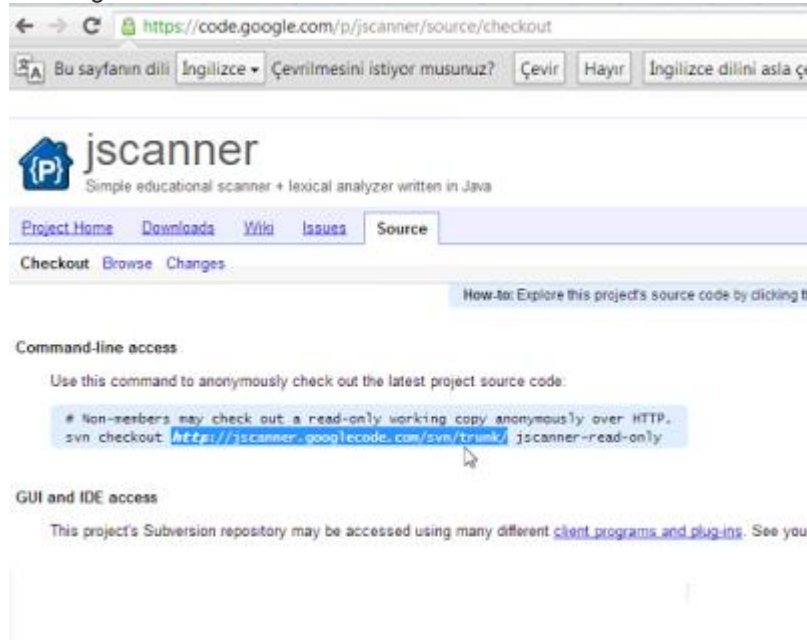 https://code.google.com/p/jscanner/source/checkout
Bu sayfanın dili İngilizce Çevrilmesini istiyor musunuz? Çevir Hayır İngilizce dilini asla çe
{P}
jscanner
Simple educational scanner + lexical analyzer written in Java
Project Home Downloads Wiki Issues Source
Checkout Browse Changes
How-to: Explore this project's source code by clicking th
Command-line access
Use this command to anonymously check out the latest project source code:
# Non-members may check out a read-only working copy anonymously over HTTP.
svn checkout http://jscanner.googlecode.com/svn/trunk/ jscanner-read-only
GUI and IDE access
This project's Subversion repository may be accessed using many different client programs and plug-ins. See you